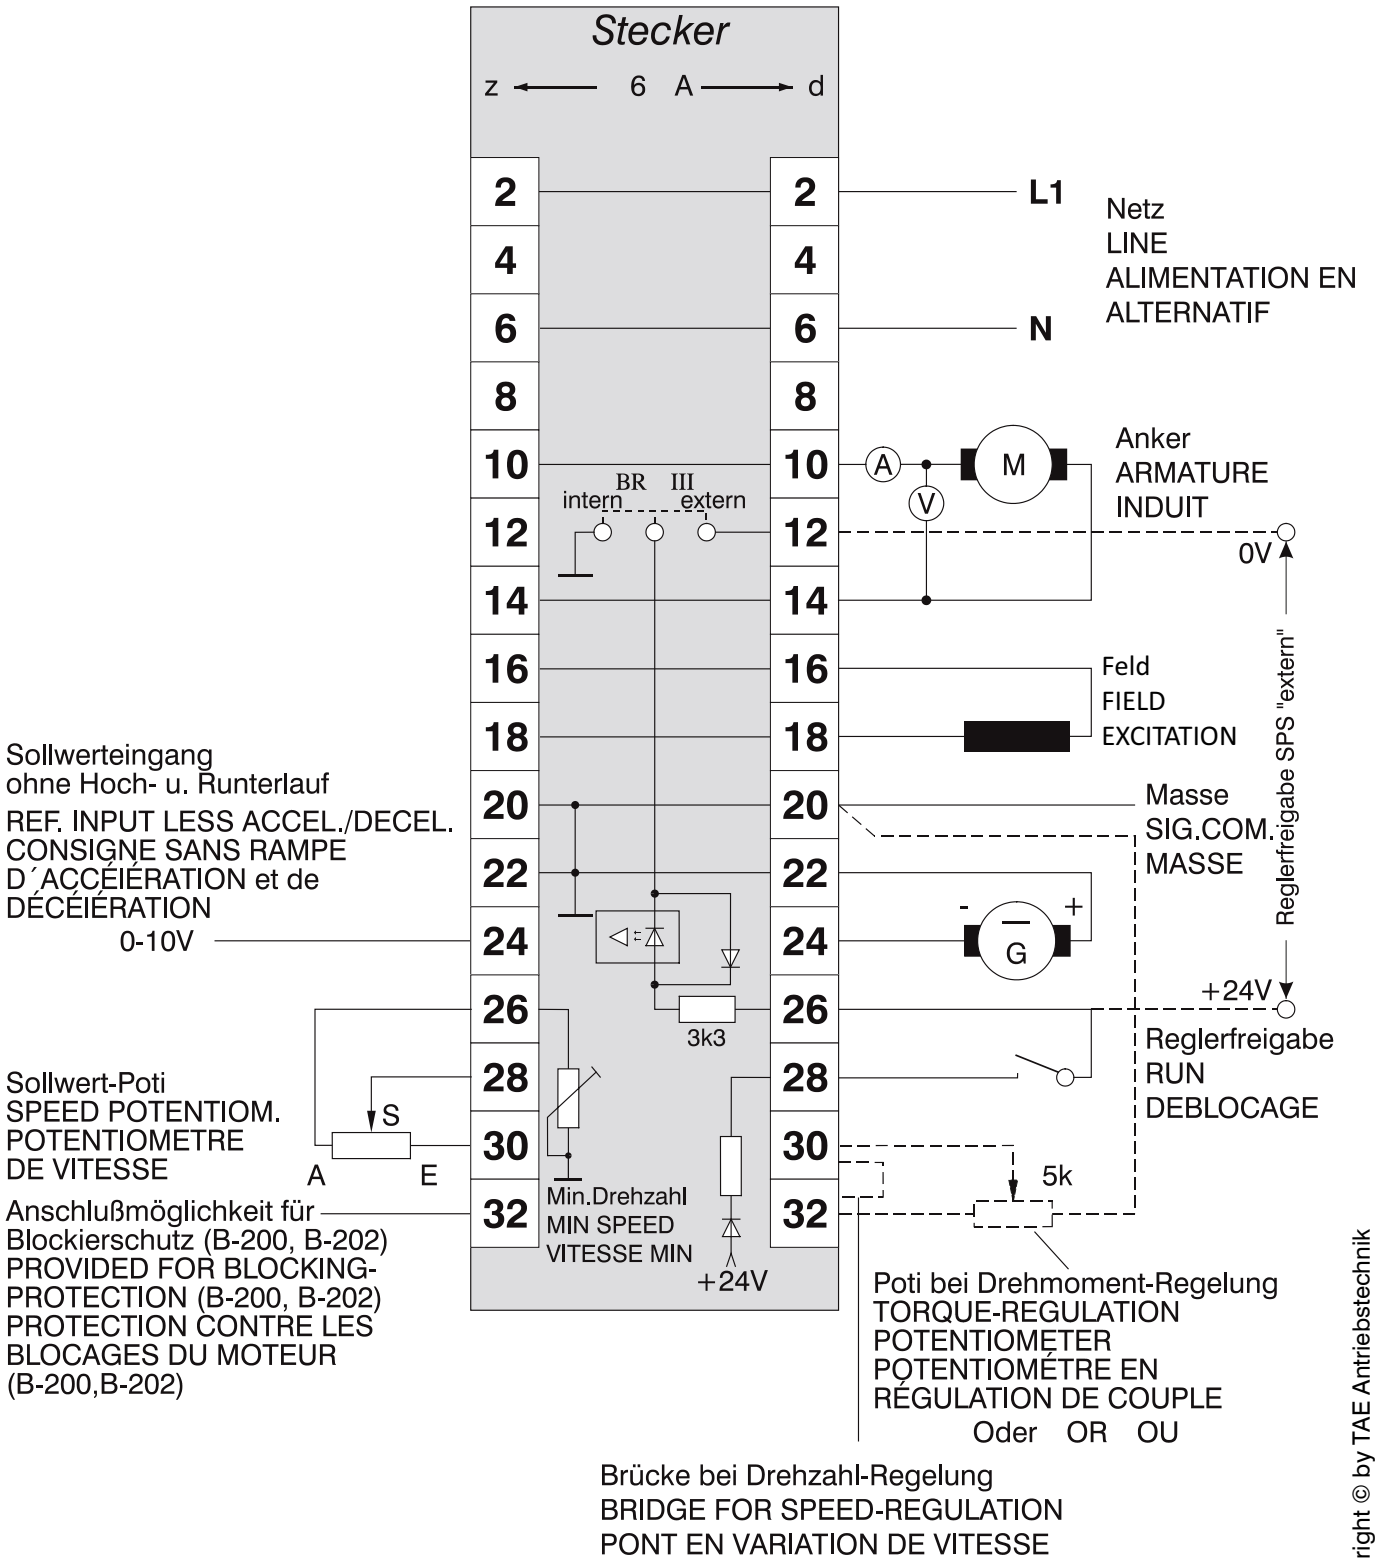 Stecker
z 6 A d
2 2 L1
4 4
6 6 N
8 8
10 10
12 12
14 14
16 16
18 18
20 20
22 22
24 24
26 26
28 28
30 30
32 32
Netz
LINE
ALIMENTATION EN
ALTERNATIF
A M
V
Anker
ARMATURE
INDUIT
BR III
intern extern
0V
Reglerfreigabe SPS "extern"
+24V
Feld
FIELD
EXCITATION
Masse
SIG.COM.
MASSE
- +
G
Sollwerteingang
ohne Hoch- u. Runterlauf
REF. INPUT LESS ACCEL./DECEL.
CONSIGNE SANS RAMPE
D´ACCÉIÉRATION et de
DÉCÉIÉRATION
0-10V
3k3
Reglerfreigabe
RUN
DEBLOCAGE
Sollwert-Poti
SPEED POTENTIOM.
POTENTIOMETRE
DE VITESSE
S
A E
5k
Anschlußmöglichkeit für
Blockierschutz (B-200, B-202)
PROVIDED FOR BLOCKING-
PROTECTION (B-200, B-202)
PROTECTION CONTRE LES
BLOCAGES DU MOTEUR
(B-200,B-202)
Min.Drehzahl
MIN SPEED
VITESSE MIN
+24V
Poti bei Drehmoment-Regelung
TORQUE-REGULATION
POTENTIOMETER
POTENTIOMÉTRE EN
RÉGULATION DE COUPLE
Oder OR OU
Brücke bei Drehzahl-Regelung
BRIDGE FOR SPEED-REGULATION
PONT EN VARIATION DE VITESSE
right © by TAE Antriebstechnik